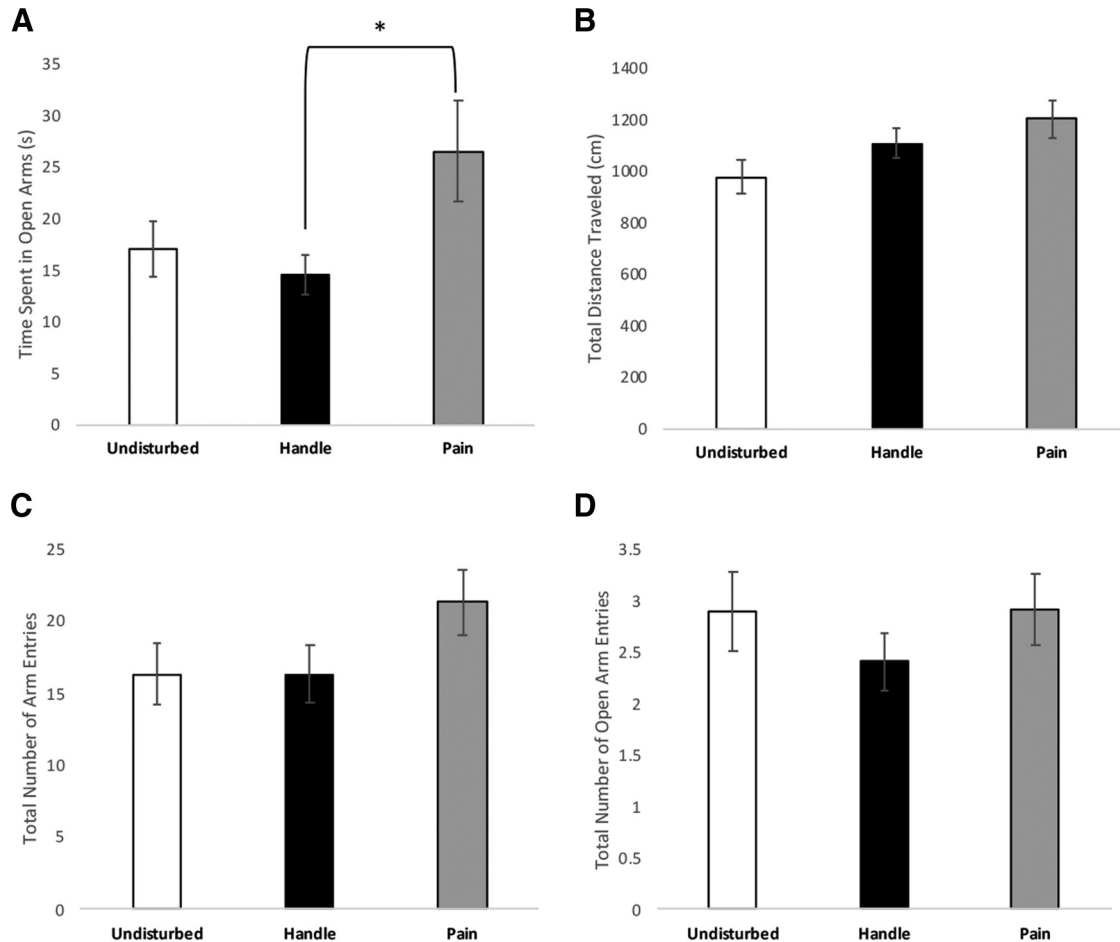 A
*
Time Spent in Open Arms (s)
35
30
25
20
15
10
5
0
Undisturbed Handle Pain
B
Total Distance Traveled (cm)
1400
1200
1000
800
600
400
200
0
Undisturbed Handle Pain
C
Total Number of Arm Entries
25
20
15
10
5
0
Undisturbed Handle Pain
D
Total Number of Open Arm Entries
3.5
3
2.5
2
1.5
1
0.5
0
Undisturbed Handle Pain